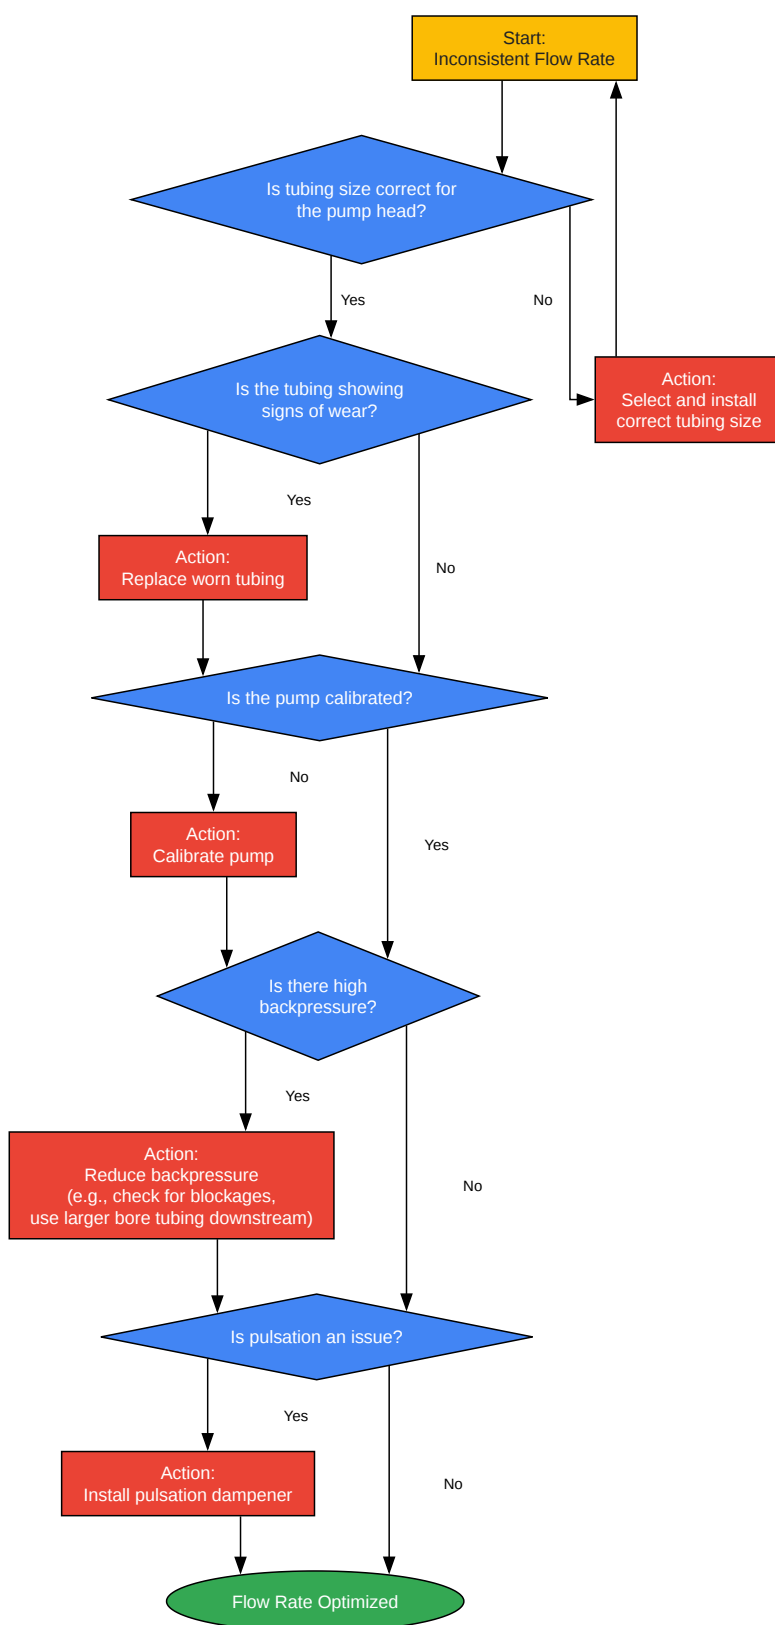 Start:
Inconsistent Flow Rate
Is tubing size correct for
the pump head?
Yes
No
Is the tubing showing
signs of wear?
Action:
Select and install
correct tubing size
Yes
Action:
Replace worn tubing
No
Is the pump calibrated?
No
Action:
Calibrate pump
Yes
Is there high
backpressure?
Yes
Action:
Reduce backpressure
(e.g., check for blockages,
use larger bore tubing downstream)
No
Is pulsation an issue?
Yes
Action:
Install pulsation dampener
No
Flow Rate Optimized